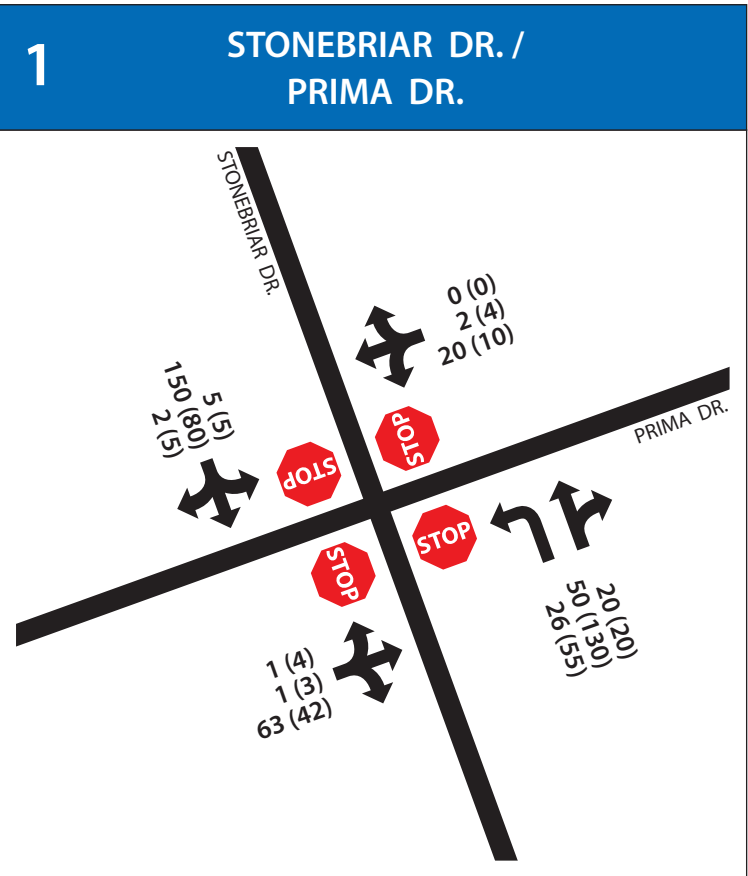 1
STONEBRIAR DR. /
PRIMA DR.
STONEBRIAR DR.
0 (0)
2 (4)
20 (10)
5 (5)
150 (80)
2 (5)
STOP
STOP
PRIMA DR.
STOP
STOP
20 (20)
50 (130)
26 (55)
1 (4)
1 (3)
63 (42)